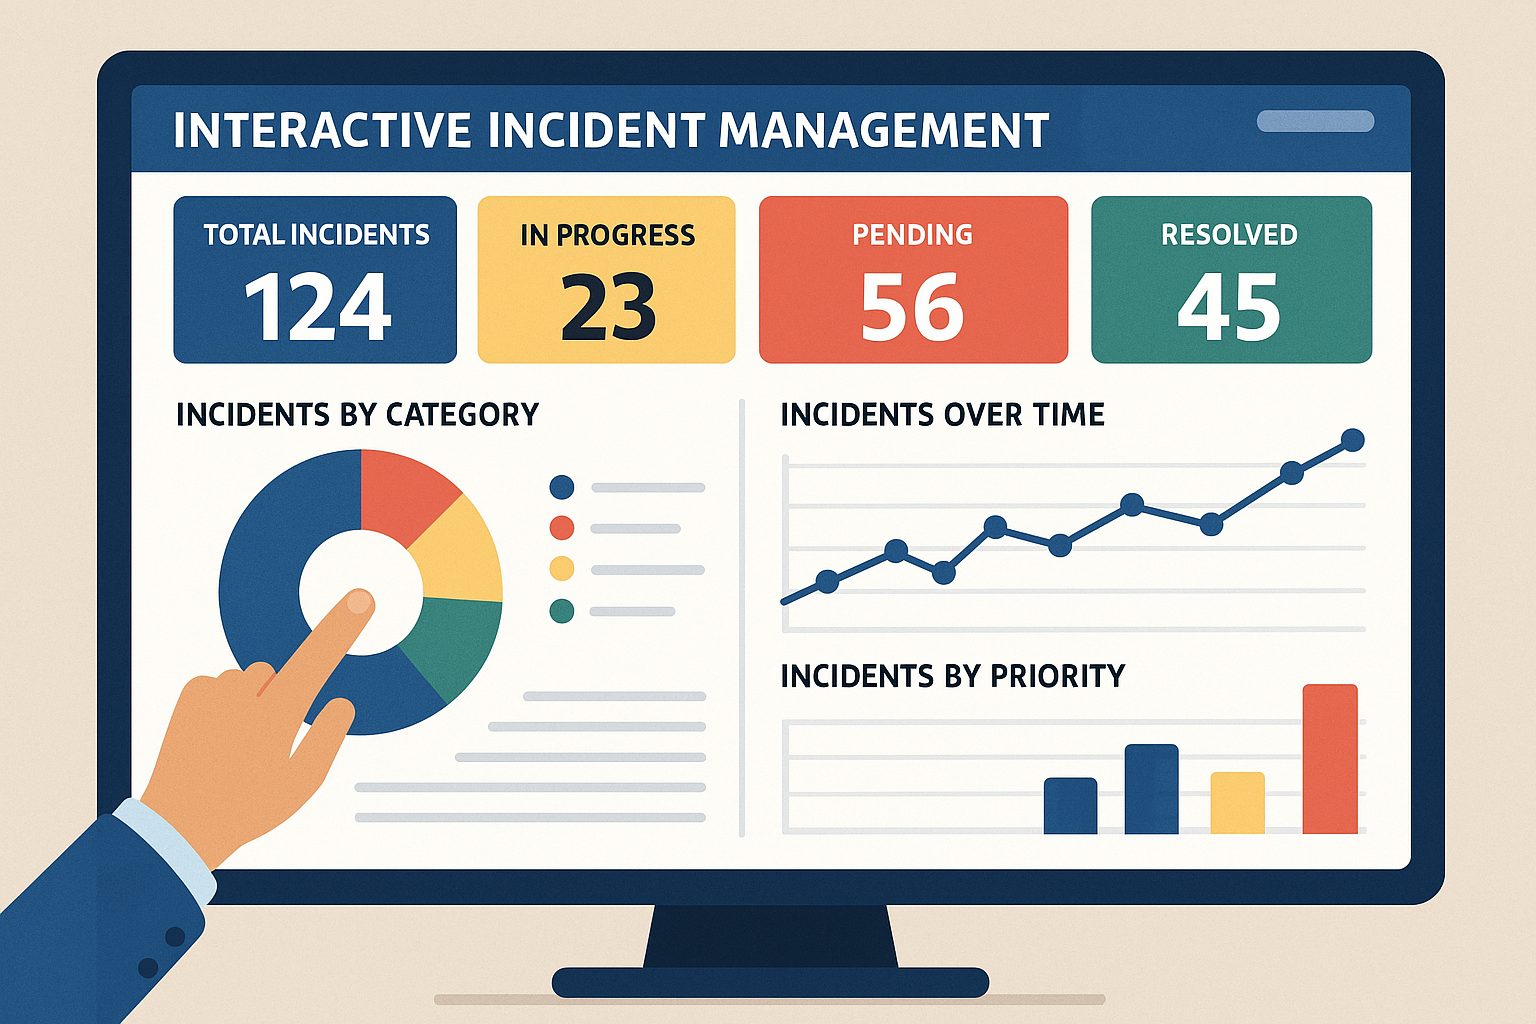 INTERACTIVE INCIDENT MANAGEMENT
TOTAL INCIDENTS
124
IN PROGRESS
23
PENDING
56
RESOLVED
45
INCIDENTS BY CATEGORY
INCIDENTS OVER TIME
INCIDENTS BY PRIORITY